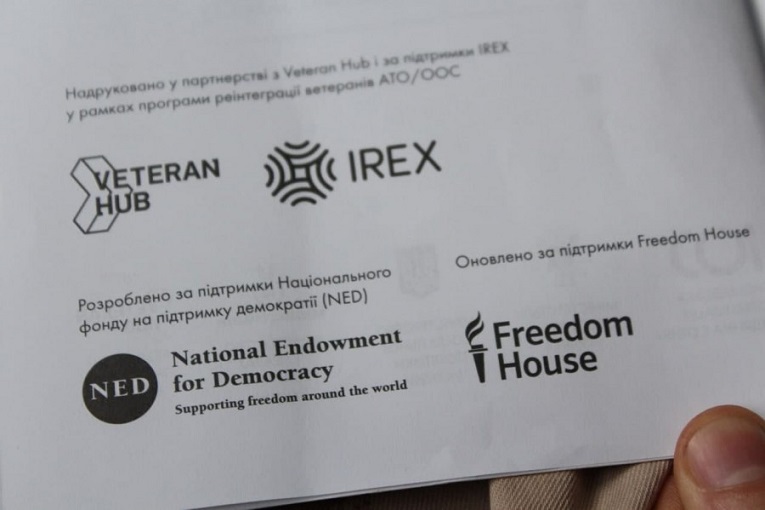 Надруковано у партнерстві з Veteran Hub і за підтримки IREX
у рамках програми реінтеграції ветеранів АТО/ООС
VETERAN
HUB
IREX
Розроблено за підтримки Національного
фонду на підтримку демократії (NED)
NED
National Endowment
for Democracy
Supporting freedom around the world
Оновлено за підтримки Freedom House
Freedom
House